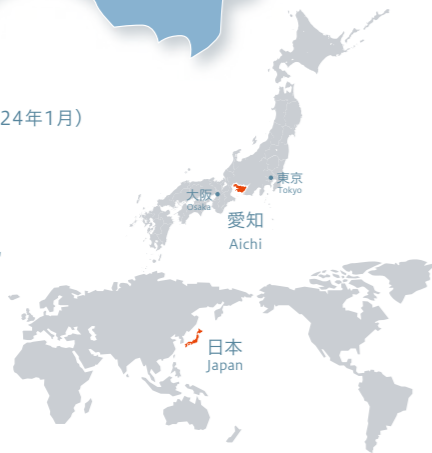 24年1月）
東京
Tokyo
大阪
Osaka
愛知
Aichi
日本
Japan